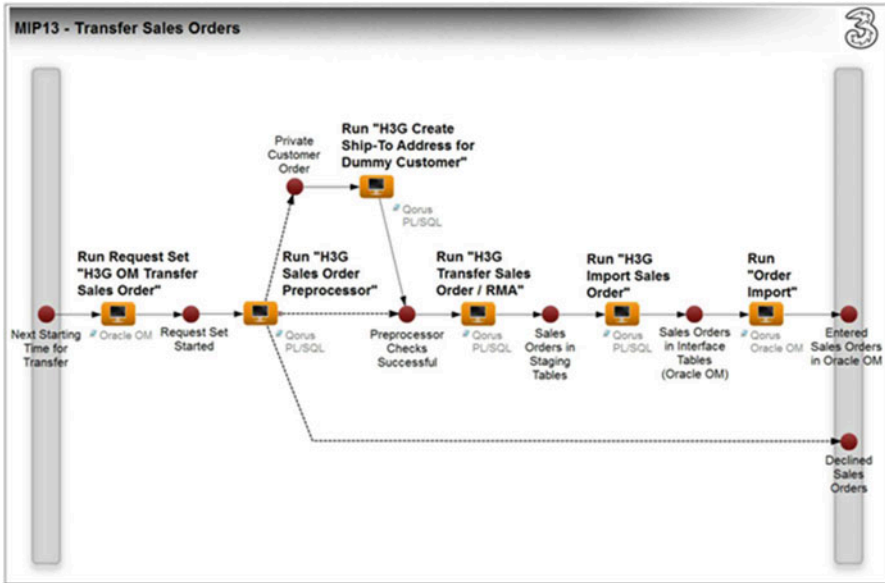 MIP13 - Transfer Sales Orders
3
Private
Customer
Order
Run "H3G Create
Ship-To Address for
Dummy Customer"
Qorus
PL/SQL
Run Request Set
"H3G OM Transfer
Sales Order"
Run "H3G
Sales Order
Preprocessor"
Run "H3G
Transfer Sales
Order / RMA"
Run "H3G
Import Sales
Order"
Run
"Order
Import"
Next Starting
Time for
Transfer
Oracle OM
Request Set
Started
Qorus
PL/SQL
Preprocessor
Checks
Successful
Qorus
PL/SQL
Sales
Orders in
Staging
Tables
Qorus
PL/SQL
Sales Orders
in Interface
Tables
(Oracle OM)
Qorus
Oracle OM
Entered
Sales Orders
in Oracle OM
Declined
Sales
Orders